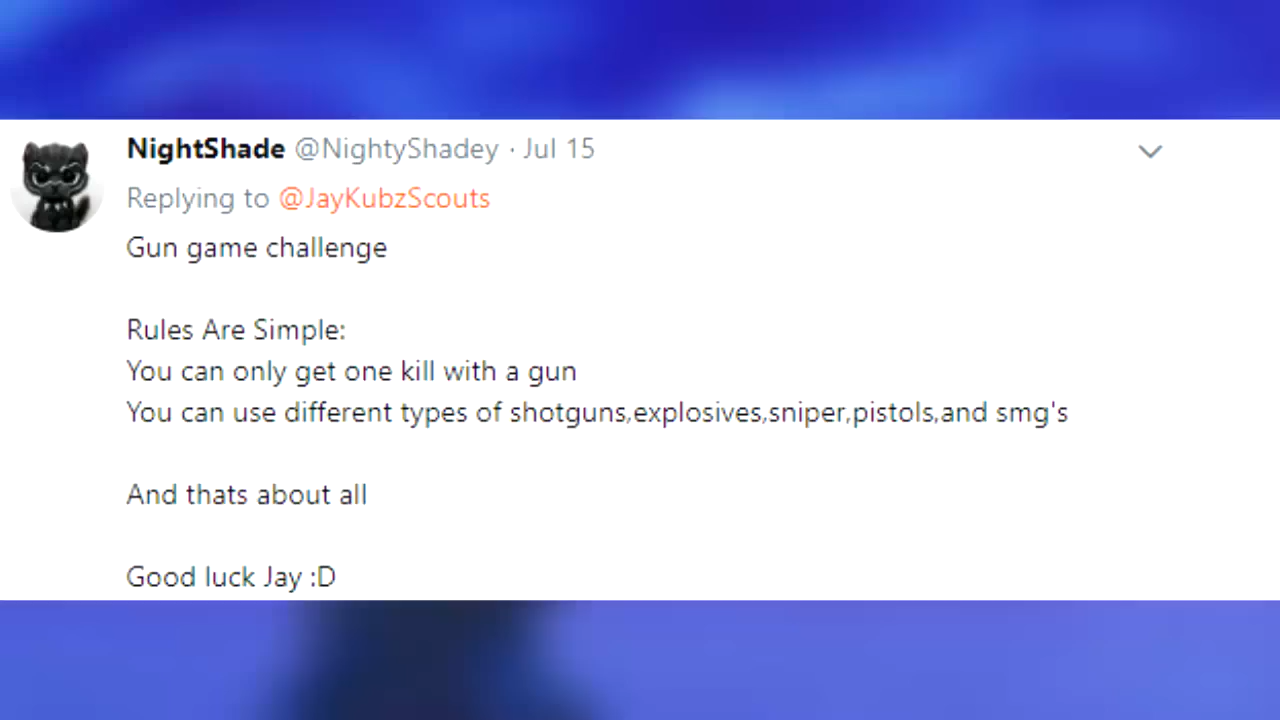 NightShade @NightyShadey · Jul 15
Replying to @JayKubzScouts
Gun game challenge
Rules Are Simple:
You can only get one kill with a gun
You can use different types of shotguns,explosives,sniper,pistols,and smg's
And thats about all
Good luck Jay :D